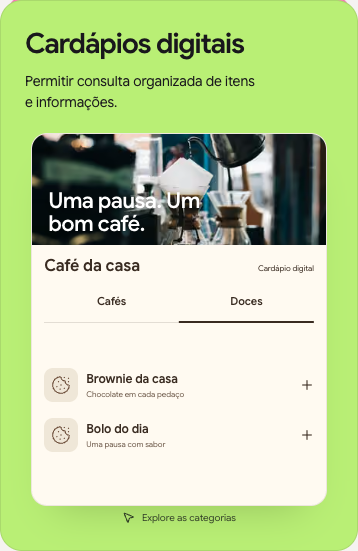 Cardápios digitais
Permitir consulta organizada de itens
e informações.
Uma pausa. Um
bom café.
Café da casa
Cardápio digital
Cafés
Doces
Brownie da casa
Chocolate em cada pedaço
Bolo do dia
Uma pausa com sabor
Explore as categorias